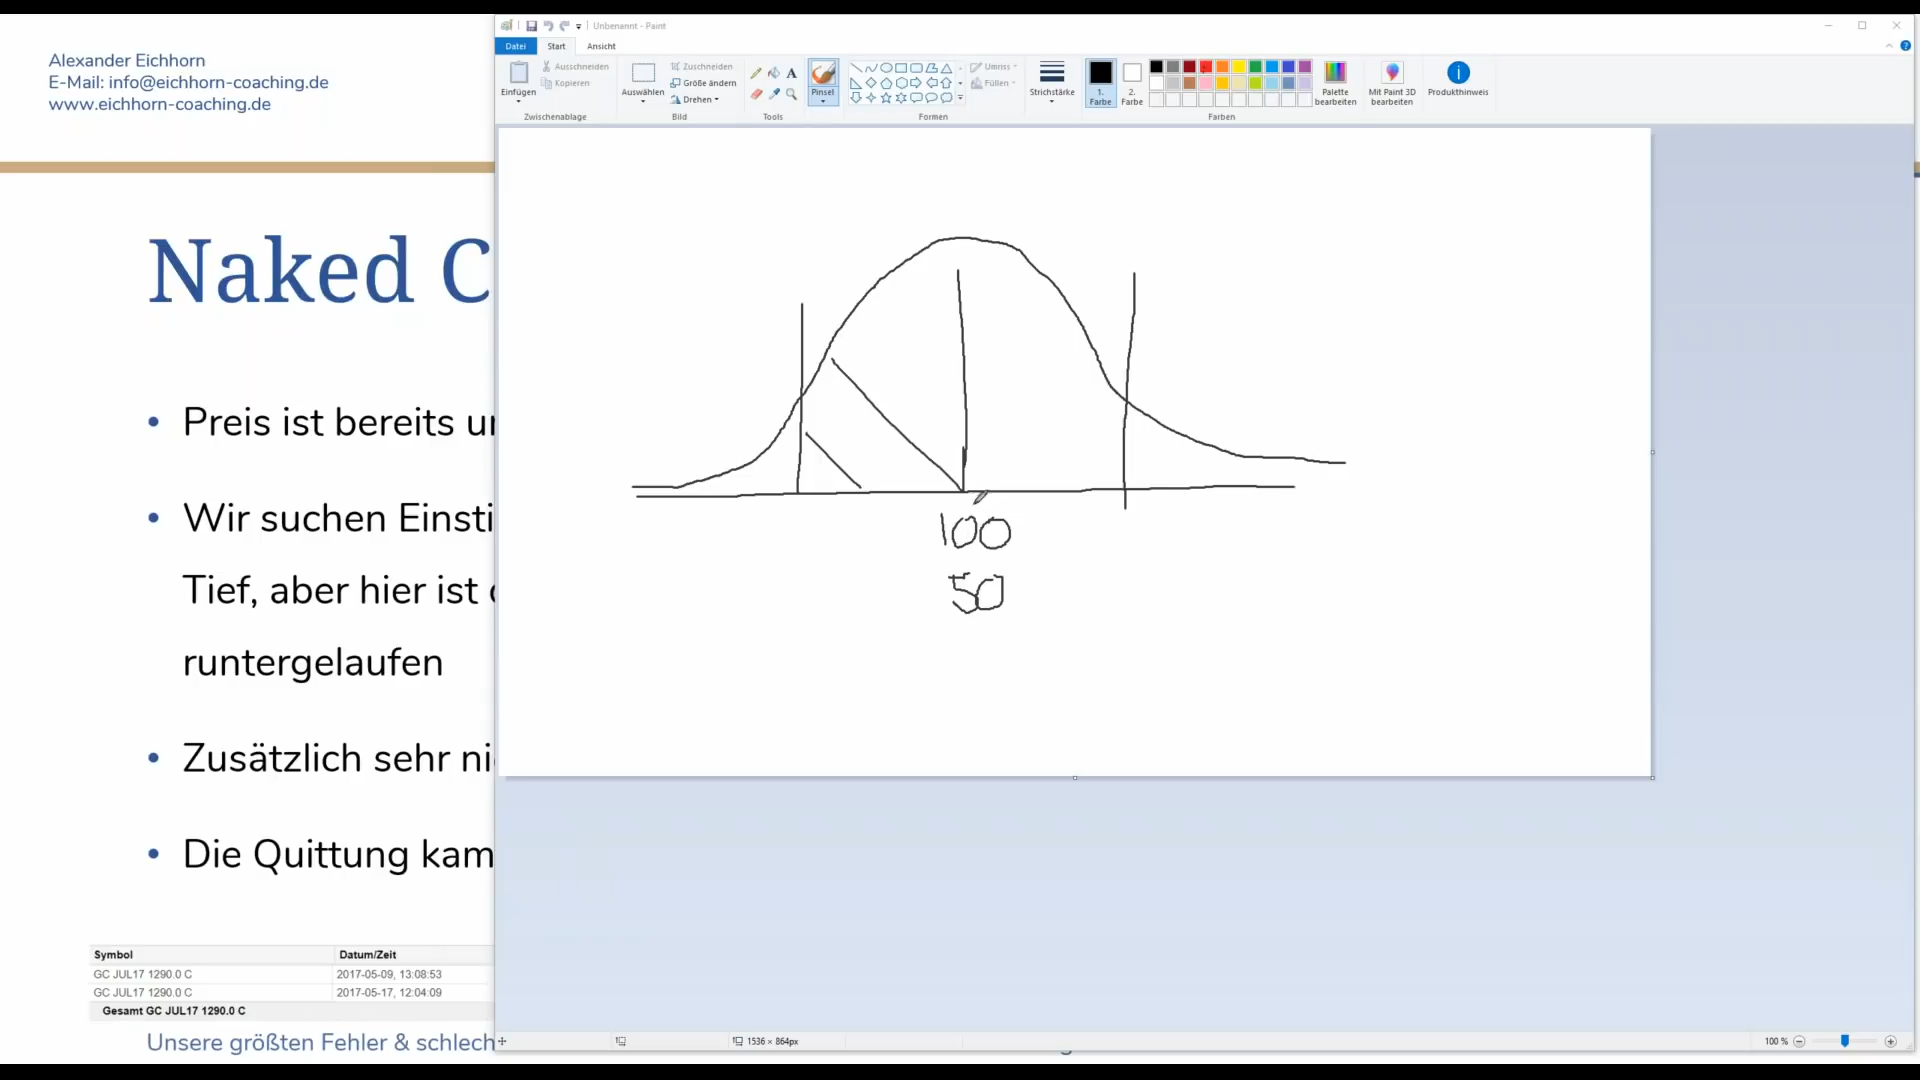 Alexander Eichhorn
E-Mail: info@eichhorn-coaching.de
www.eichhorn-coaching.de
Naked C
Preis ist bereits
Wir suchen Einsti
Tief, aber hier ist
runtergelaufen
Zusätzlich sehr
Die Quittung kam
Symbol Datum/Zeit
GC JUL17 1290.0 C 2017-05-09, 13:08:53
GC JUL17 1290.0 C 2017-05-17, 12:04:09
Gesamt GC JUL17 1290.0 C
Unsere größten Fehler & schlech
Unbenannt - Paint
Datei Start Ansicht
Einfügen
Ausschneiden
Kopieren
Zwischenablage
Auswählen
Zuschneiden
Größe ändern
Drehen
Bild
A
Tools
Pinsel
Umriss
Füllen
Formen
Strichstärke
1. Farbe
2. Farbe
Palette bearbeiten
Farben
Mit Paint 3D bearbeiten
Produkthinweis
100
50
1536 × 864px
100 %